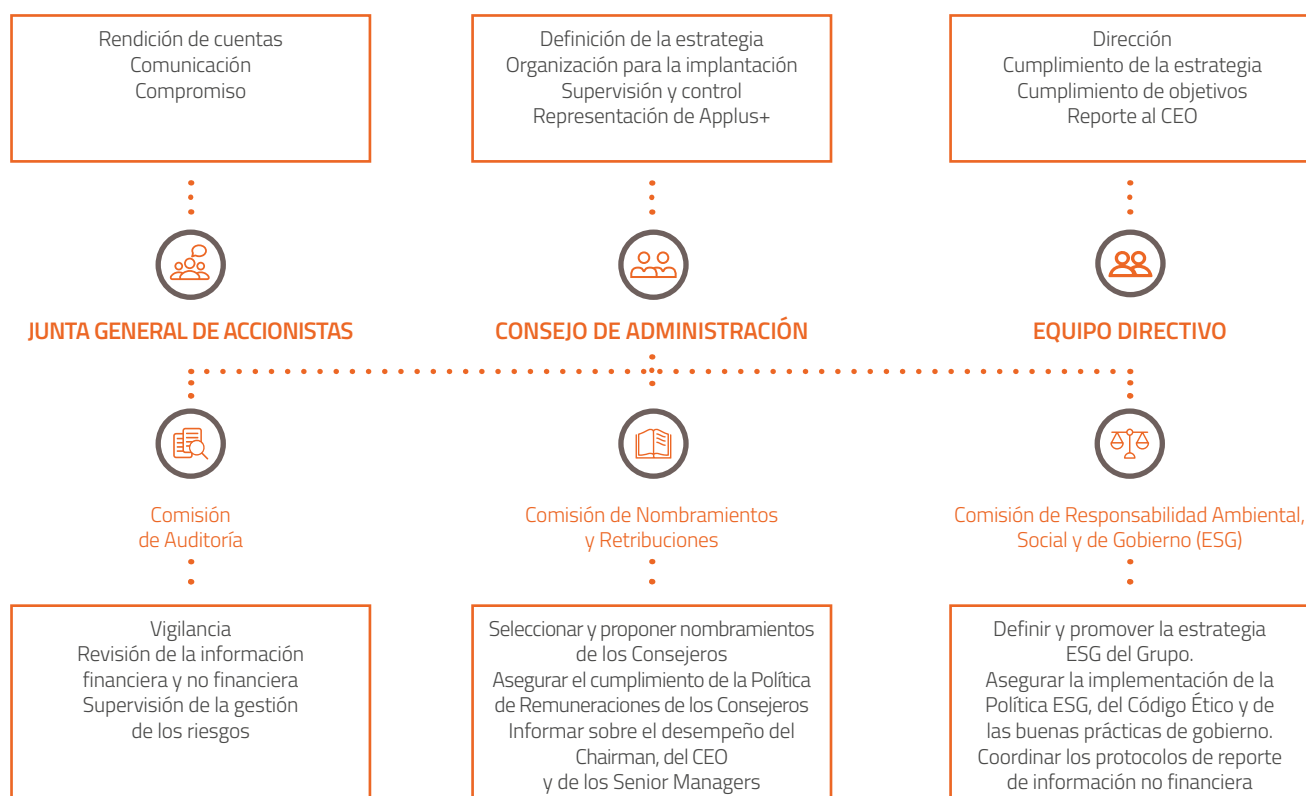 Rendición de cuentas
Comunicación
Compromiso
Definición de la estrategia
Organización para la implantación
Supervisión y control
Representación de Applus+
Dirección
Cumplimiento de la estrategia
Cumplimiento de objetivos
Reporte al CEO
JUNTA GENERAL DE ACCIONISTAS
CONSEJO DE ADMINISTRACIÓN
EQUIPO DIRECTIVO
Comisión
de Auditoría
Comisión de Nombramientos
y Retribuciones
Comisión de Responsabilidad Ambiental,
Social y de Gobierno (ESG)
Vigilancia
Revisión de la información
financiera y no financiera
Supervisión de la gestión
de los riesgos
Seleccionar y proponer nombramientos
de los Consejeros
Asegurar el cumplimiento de la Política
de Remuneraciones de los Consejeros
Informar sobre el desempeño del
Chairman, del CEO
y de los Senior Managers
Definir y promover la estrategia
ESG del Grupo.
Asegurar la implementación de la
Política ESG, del Código Ético y de
las buenas prácticas de gobierno.
Coordinar los protocolos de reporte
de información no financiera